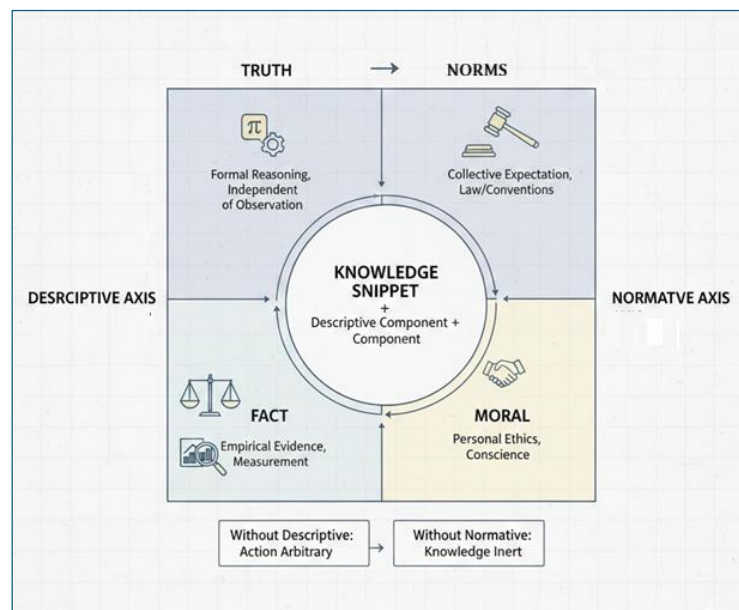 TRUTH → NORMS
π
Formal Reasoning,
Independent
of Observation
Collective Expectation,
Law/Conventions
KNOWLEDGE
SNIPPET
+
Descriptive Component +
Component
DESRCIPTIVE AXIS
NORMATVE AXIS
FACT
Empirical Evidence,
Measurement
MORAL
Personal Ethics,
Conscience
Without Descriptive:
Action Arbitrary
Without Normative:
Knowledge Inert